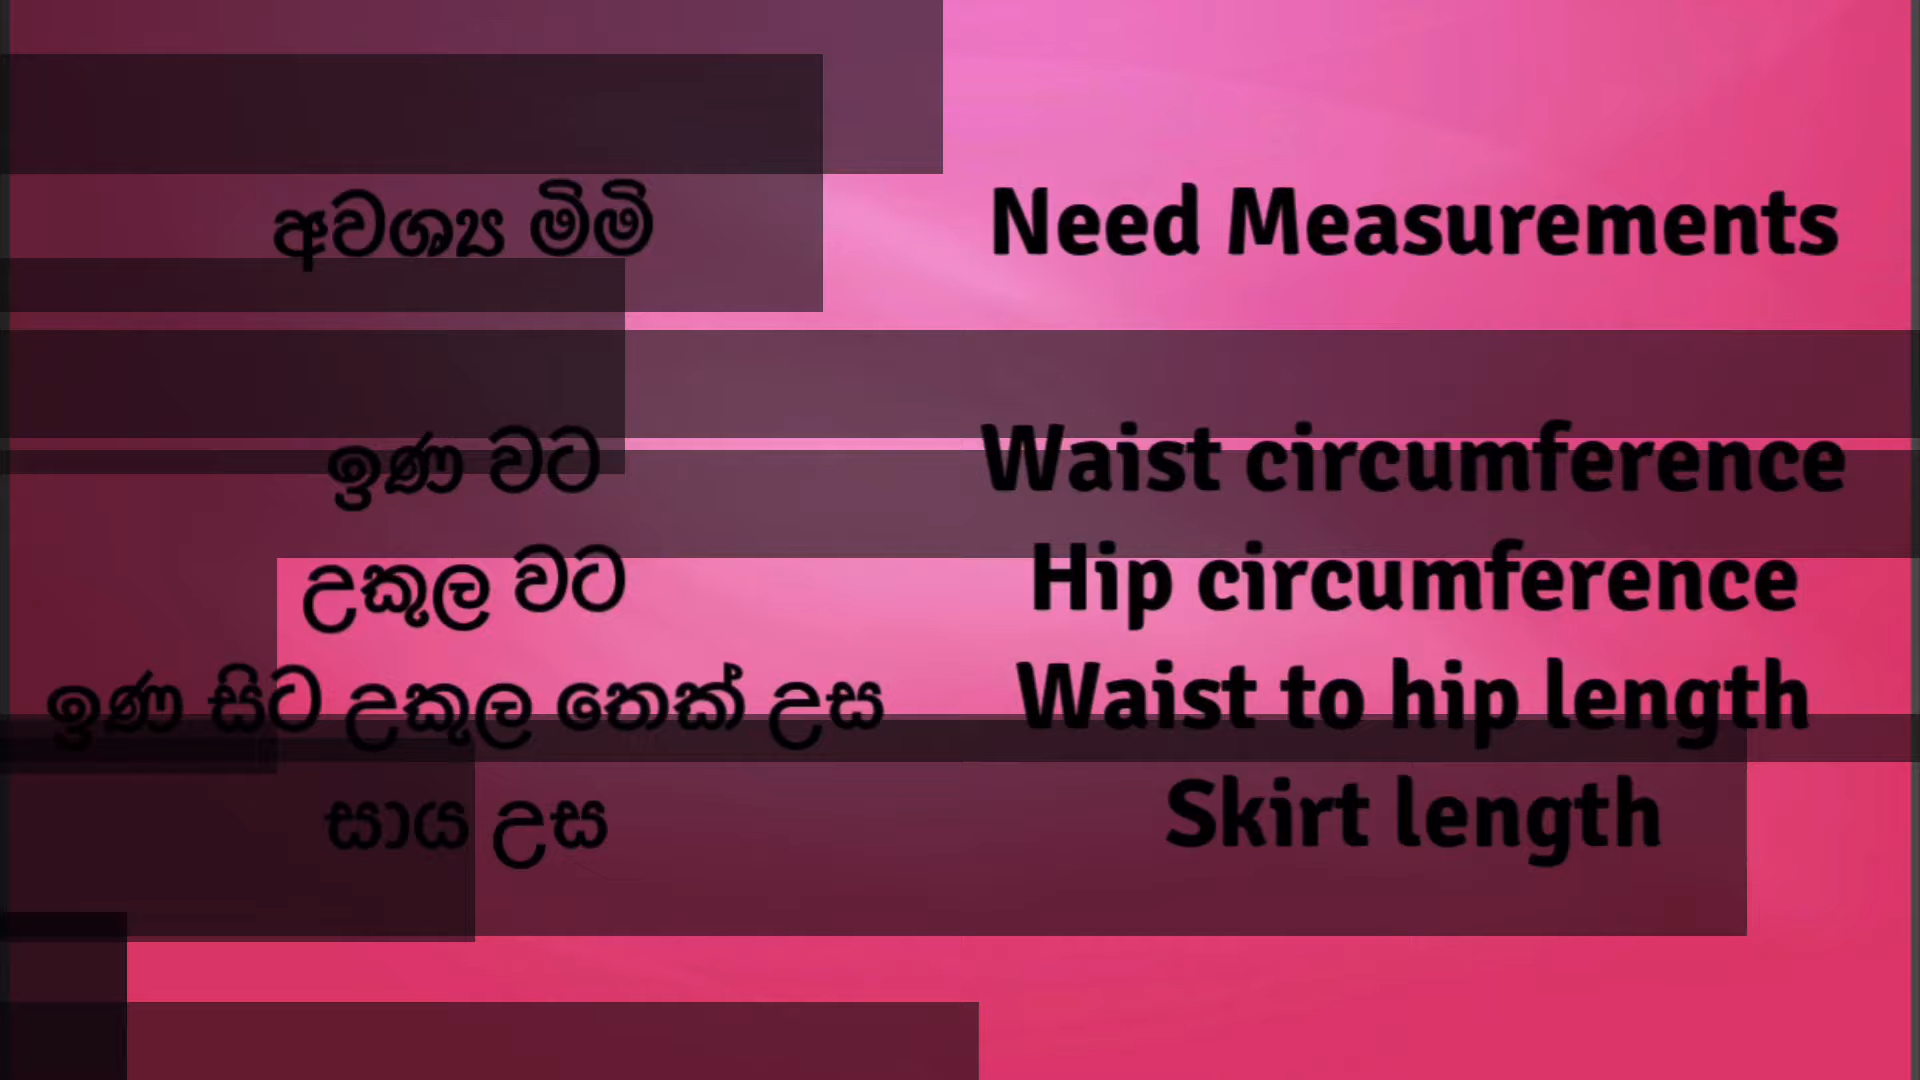 අවශ්‍ය මිමි
Need Measurements
ඉණ වට
Waist circumference
උකුල වට
Hip circumference
ඉණ සිට උකුල තෙක් උස
Waist to hip length
සාය උස
Skirt length